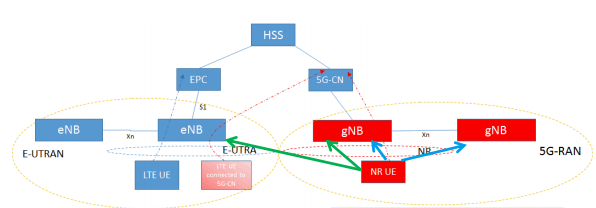 HSS
EPC
5G-CN
S1
eNB
Xn
eNB
gNB
Xn
gNB
E-UTRAN
E-UTRA
NR
5G-RAN
LTE UE
LTE UE
connected to
5G-CN
NR UE